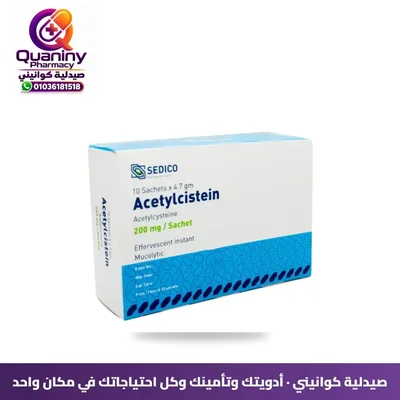 Quaniny
Pharmacy
صيدلية كوانيني
01036181518
SEDICO
10 Sachets x 4.7 gm
Acetylcistein
Acetylcysteine
200 mg / Sachet
Effervescent instant
Mucolytic
Acetylcistein
صيدلية كوانيني - أدويتك وتأمينك وكل احتياجاتك في مكان واحد